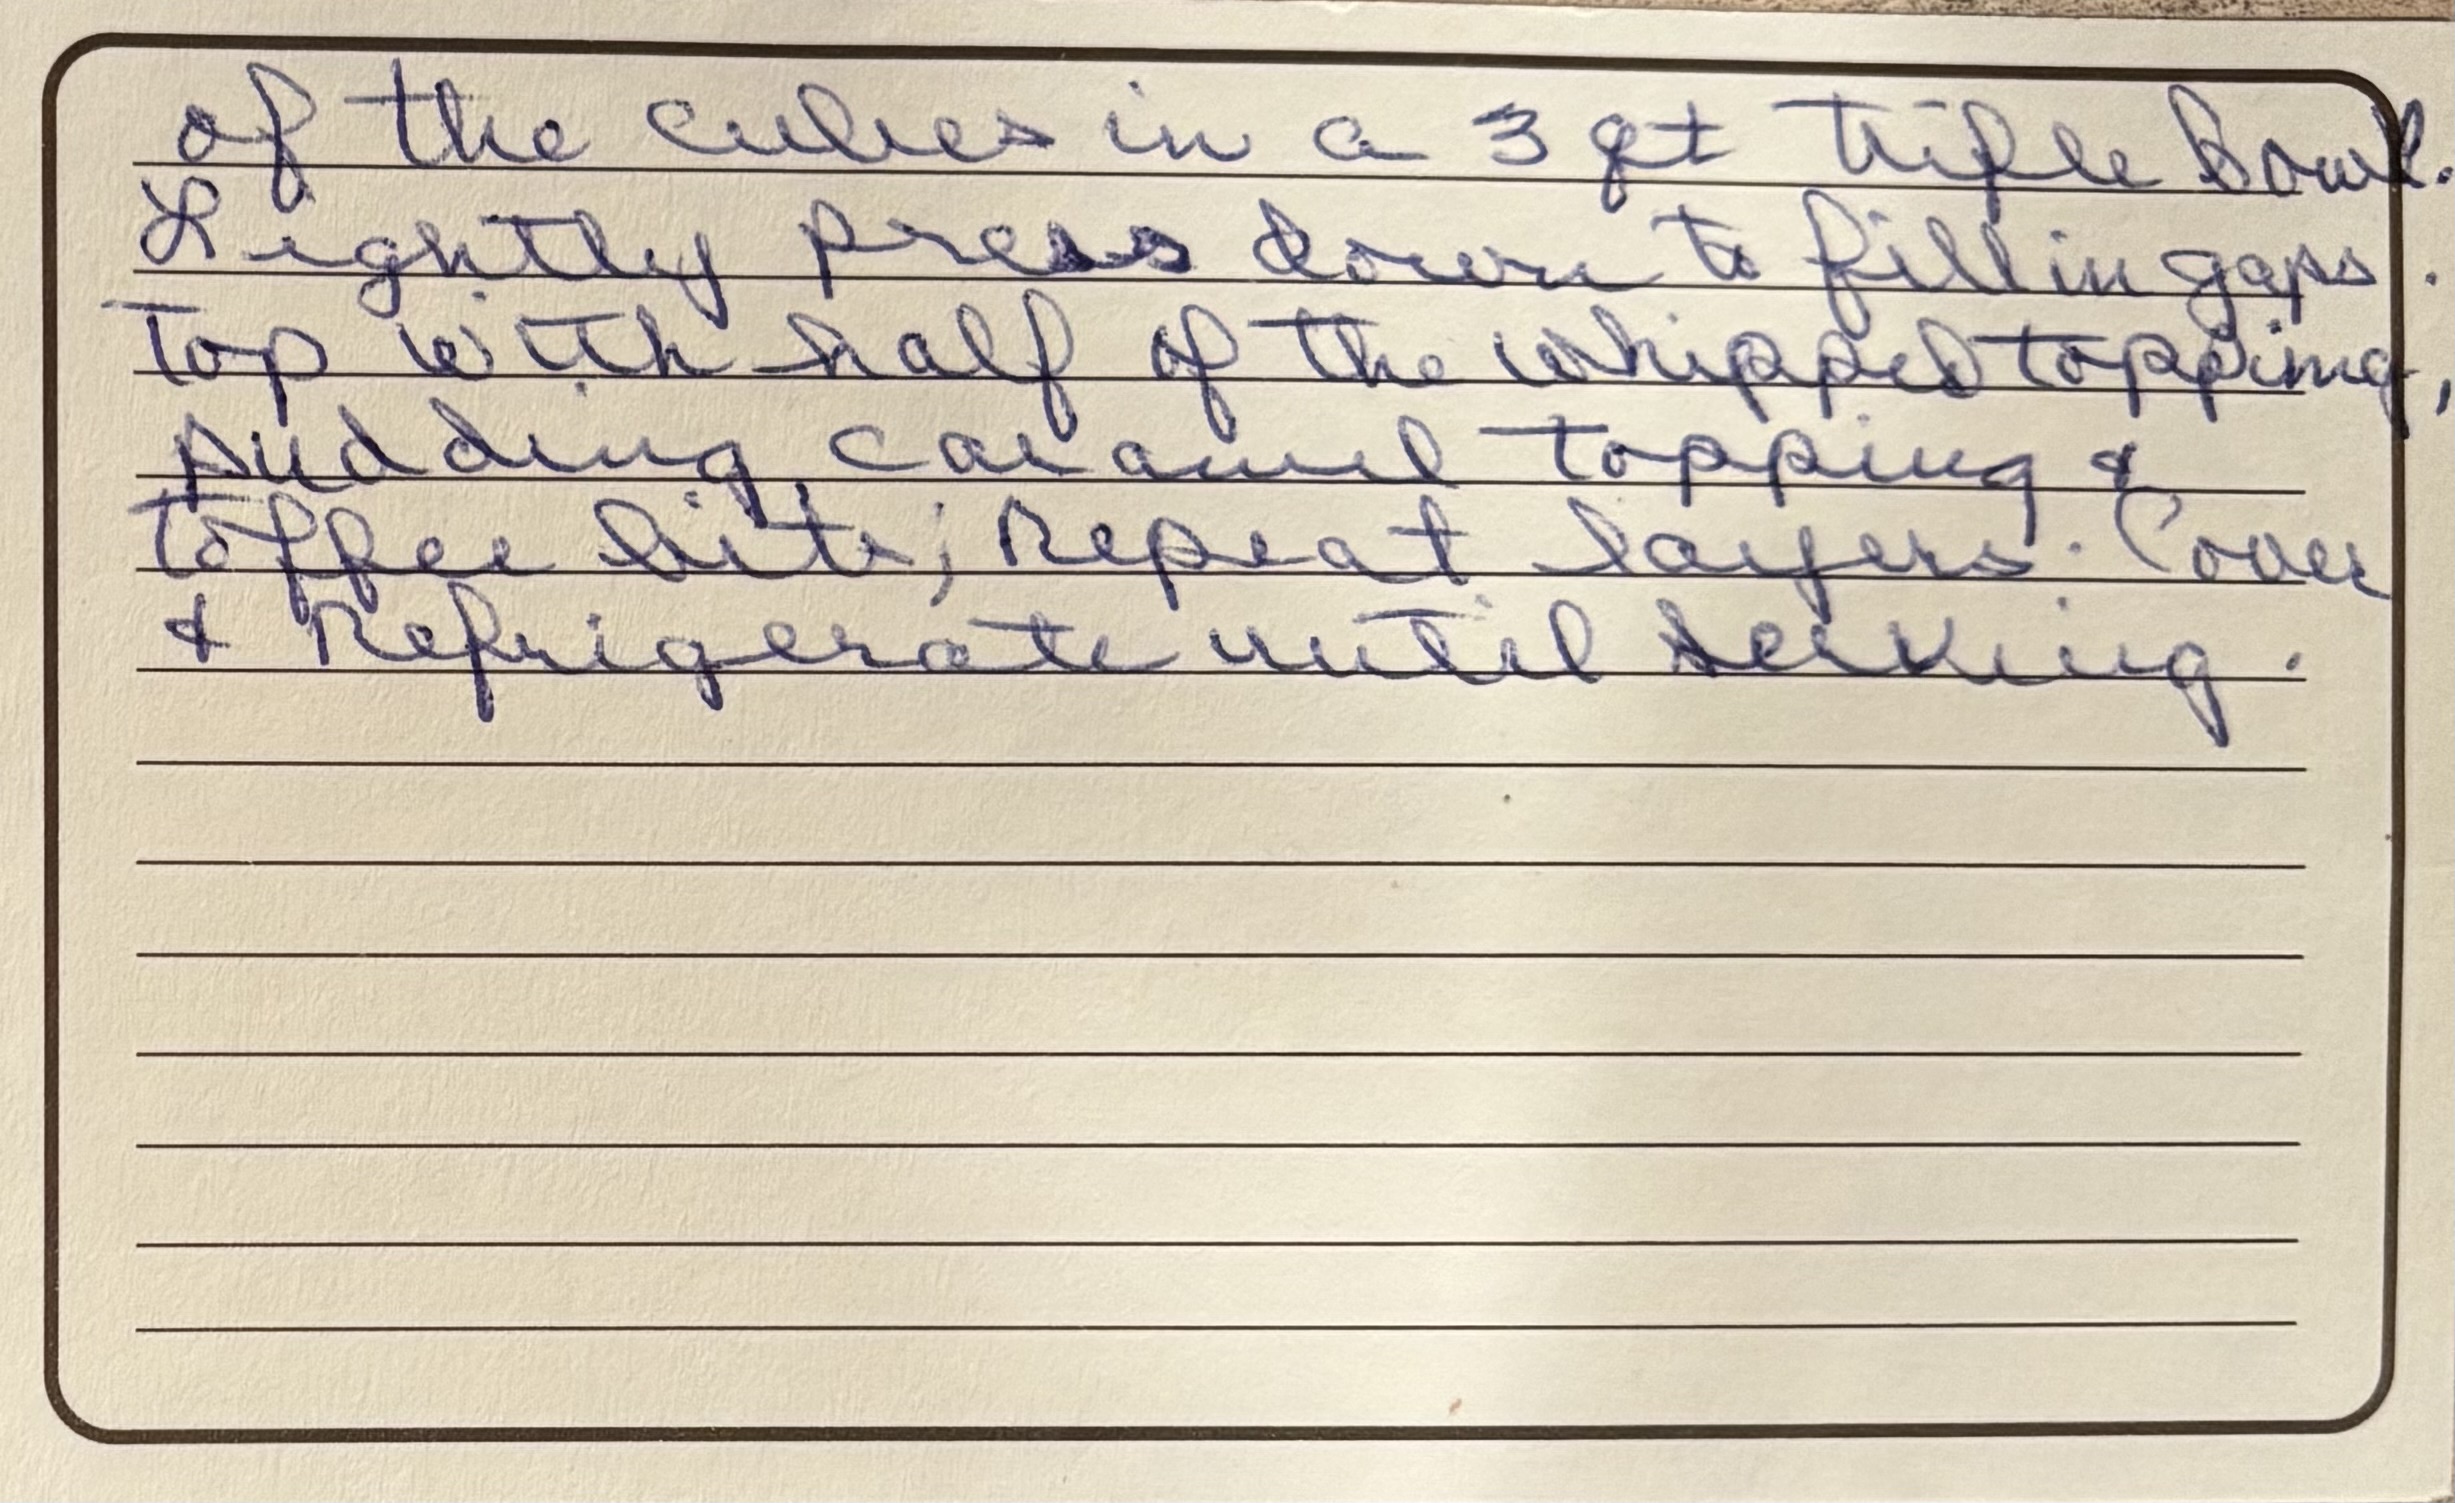 of the cubes in a 3 qt trifle Bowl.
Lightly press down to fill in gaps.
Top with half of the whipped topping,
pudding, caramel topping &
toffee bits; Repeat layers. Cover
& Refrigerate until serving.